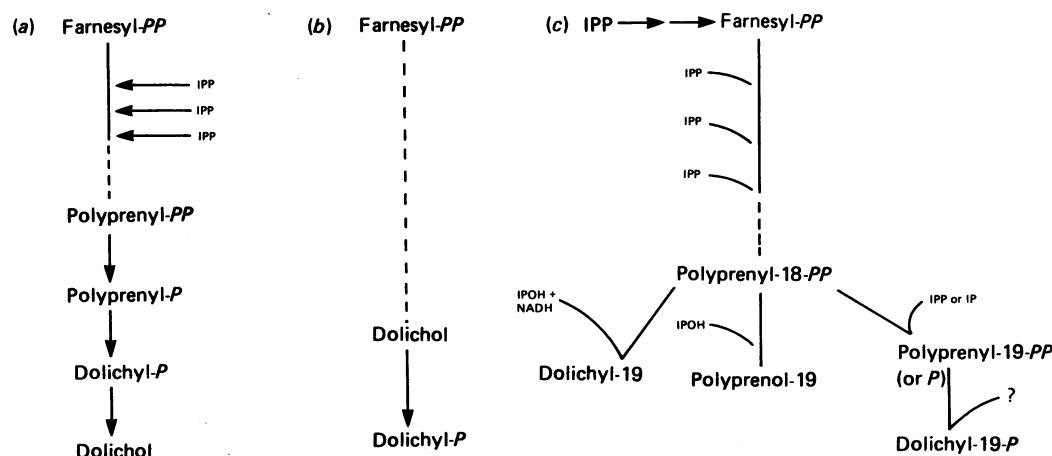 (a) Farnesyl-PP
IPP
IPP
IPP
Polyprenyl-PP
Polyprenyl-P
Dolichyl-P
Dolichol
(b) Farnesyl-PP
Dolichol
Dolichyl-P
(c) IPP Farnesyl-PP
IPP
IPP
IPP
Polyprenyl-18-PP
IPOH +
NADH
IPOH
IPP or IP
Dolichyl-19
Polyprenol-19
Polyprenyl-19-PP
(or P)
?
Dolichyl-19-P